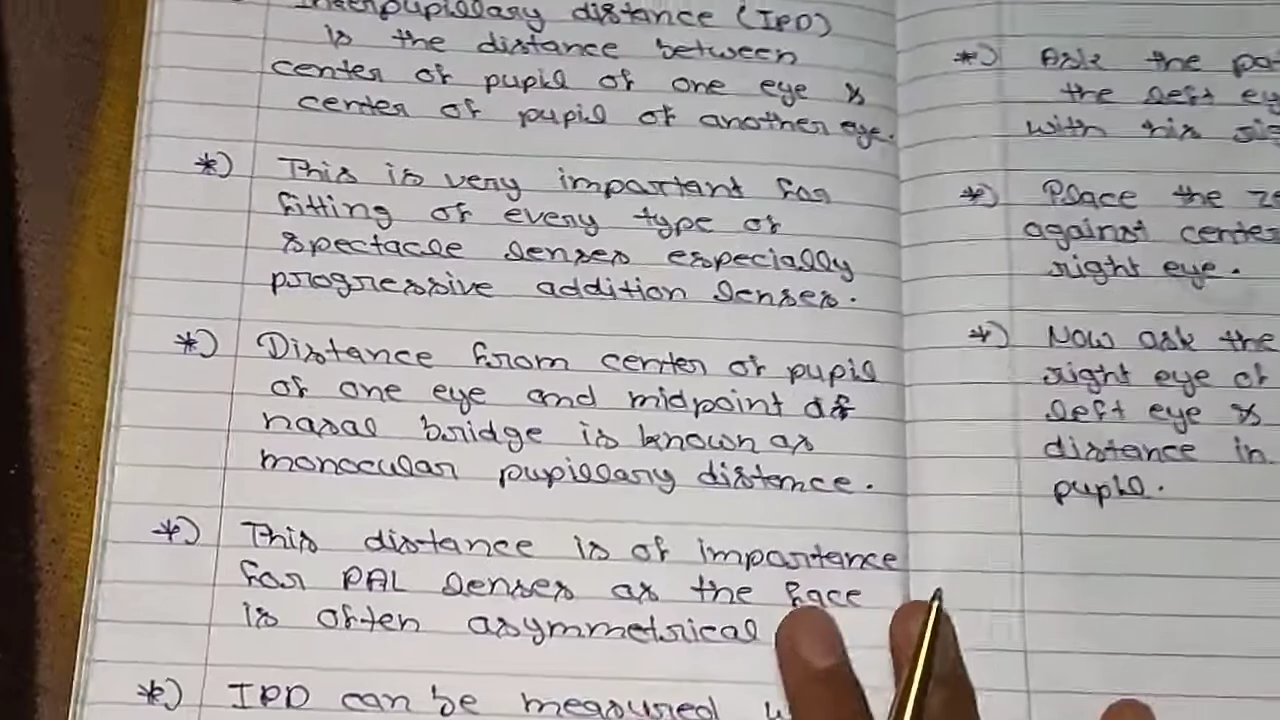 Interpupillary distance (IPD)
is the distance between
center of pupil of one eye &
center of pupil of another eye.
*) This is very important for
fitting of every type of
spectacle lenses especially
progressive addition lenses.
*) Distance from center of pupil
of one eye and midpoint of
nasal bridge is known as
monocular pupillary distance.
*) This distance is of importance
for PAL lenses as the face
is often asymmetrical
*) IPD can be measured
*) Ask the
the left
with his
*) Place the
against center
right eye.
*) Now ask the
right eye of
left eye &
distance in
pupil.